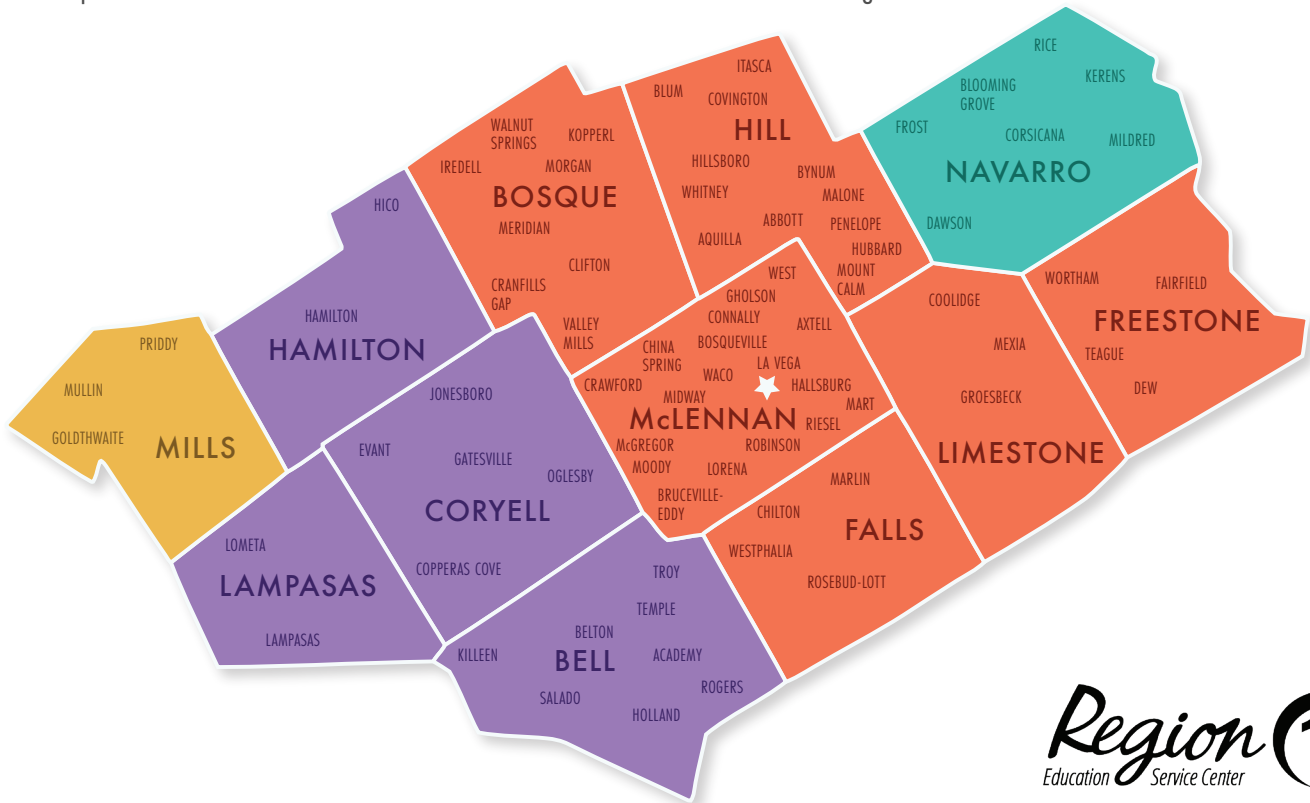 RICE
BLOOMING
GROVE
KERENS
FROST
CORSICANA
MILDRED
NAVARRO
DAWSON
ITASCA
BLUM
COVINGTON
HILL
HILLSBORO
BYNUM
WHITNEY
MALONE
ABBOTT
PENELOPE
AQUILLA
HUBBARD
MOUNT
CALM
WALNUT
SPRINGS
KOPPERL
IREDELL
MORGAN
BOSQUE
MERIDIAN
CLIFTON
CRANFILLS
GAP
VALLEY
MILLS
HICO
HAMILTON
HAMILTON
PRIDDY
MULLIN
GOLDTHWAITE
MILLS
WEST
GHOLSON
CONNALLY
AXTELL
BOSQUEVILLE
CHINA
SPRING
LA VEGA
WACO
CRAWFORD
HALLSBURG
MIDWAY
MART
McLENNAN
RIESEL
McGREGOR
ROBINSON
MOODY
LORENA
BRUCEVILLE-
EDDY
COOLIDGE
MEXIA
GROESBECK
LIMESTONE
WORTHAM
FAIRFIELD
FREESTONE
TEAGUE
DEW
JONESBORO
EVANT
GATESVILLE
OGLESBY
CORYELL
COPPERAS COVE
LOMETA
LAMPASAS
LAMPASAS
MARLIN
CHILTON
FALLS
WESTPHALIA
ROSEBUD-LOTT
TROY
TEMPLE
BELTON
KILLEEN
BELL
ACADEMY
ROGERS
SALADO
HOLLAND
Region
Education Service Center